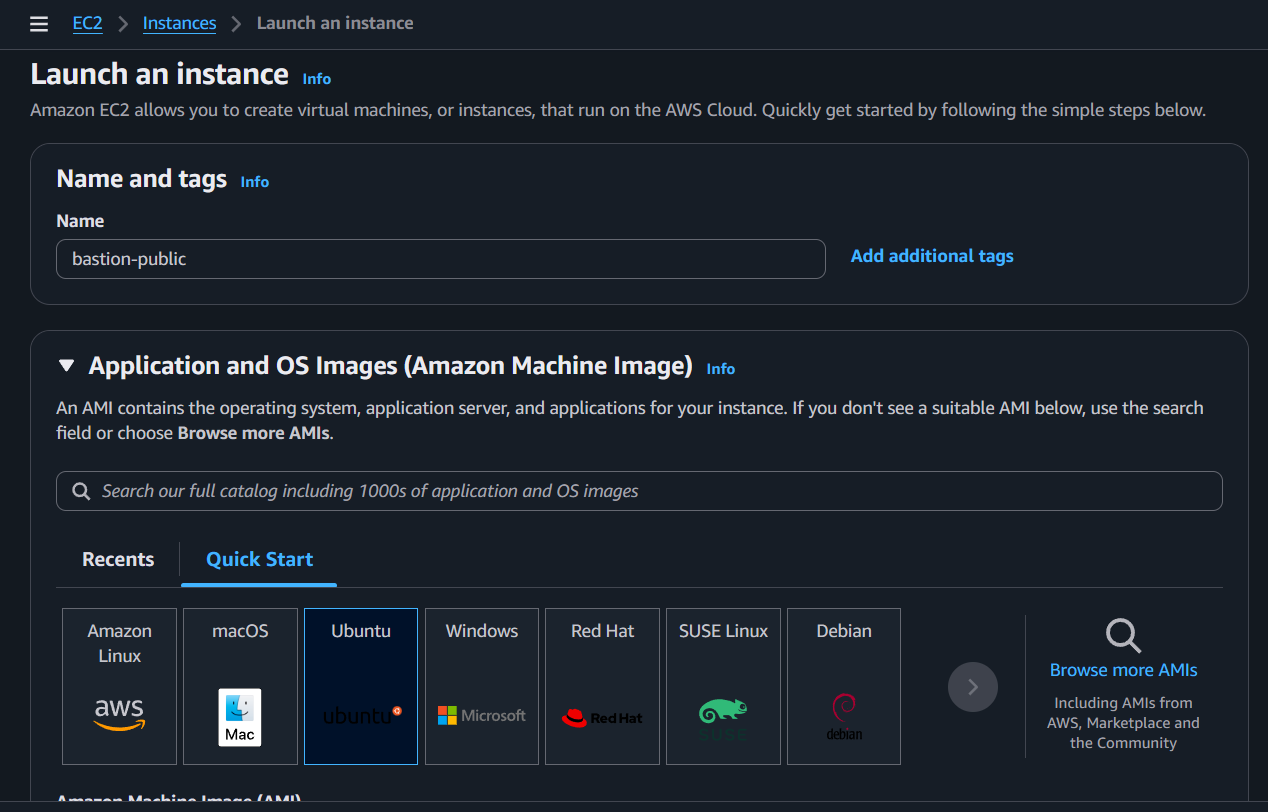 EC2 > Instances > Launch an instance
Launch an instance Info
Amazon EC2 allows you to create virtual machines, or instances, that run on the AWS Cloud. Quickly get started by following the simple steps below.
Name and tags Info
Name
bastion-public
Add additional tags
Application and OS Images (Amazon Machine Image) Info
An AMI contains the operating system, application server, and applications for your instance. If you don't see a suitable AMI below, use the search
field or choose Browse more AMIs.
Search our full catalog including 1000s of application and OS images
Recents
Quick Start
Amazon
Linux
aws
macOS
Mac
Ubuntu
ubuntu
Windows
Microsoft
Red Hat
Red Hat
SUSE Linux
SUSE
Debian
debian
Browse more AMIs
Including AMIs from
AWS, Marketplace and
the Community
Amazon Machine Image (AMI)